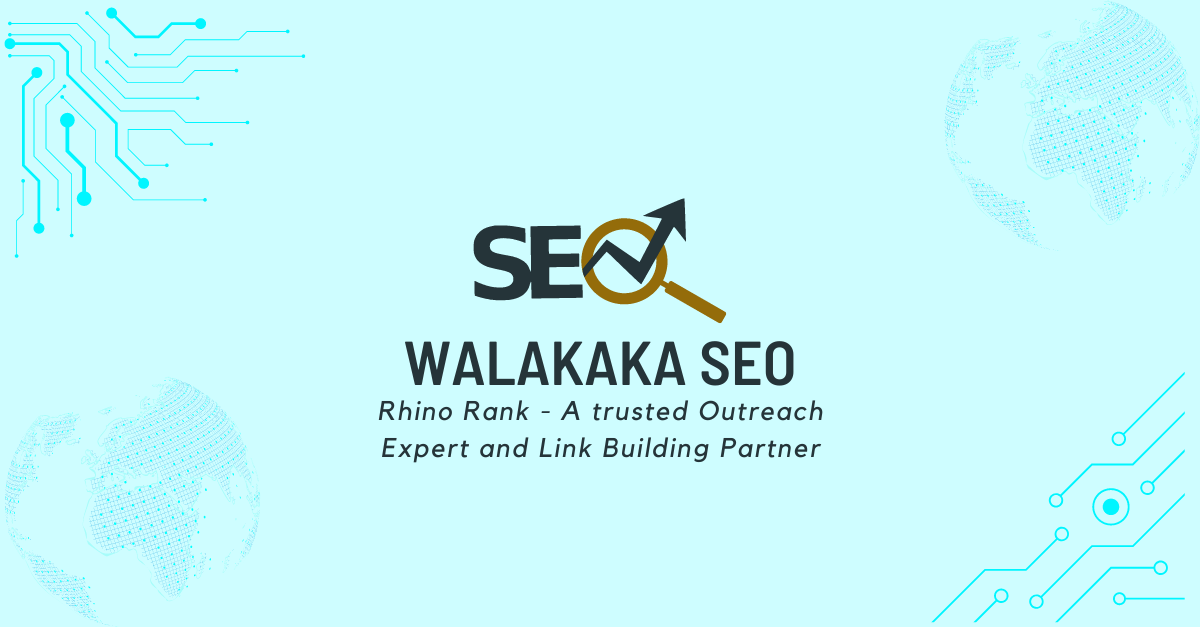 SEO
WALAKAKA SEO
Rhino Rank - A trusted Outreach
Expert and Link Building Partner